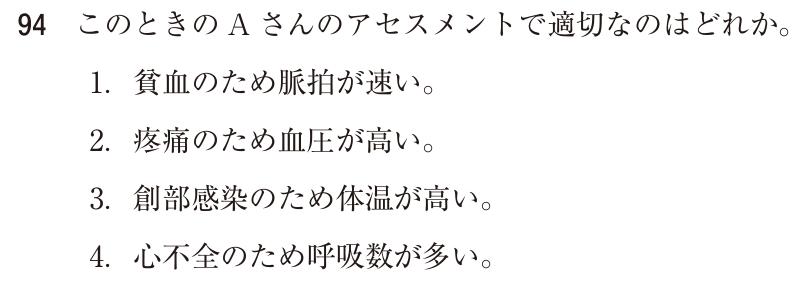 94 このときの A さんのアセスメントで適切なのはどれか。
1. 貧血のため脈拍が速い。
2. 疼痛のため血圧が高い。
3. 創部感染のため体温が高い。
4. 心不全のため呼吸数が多い。